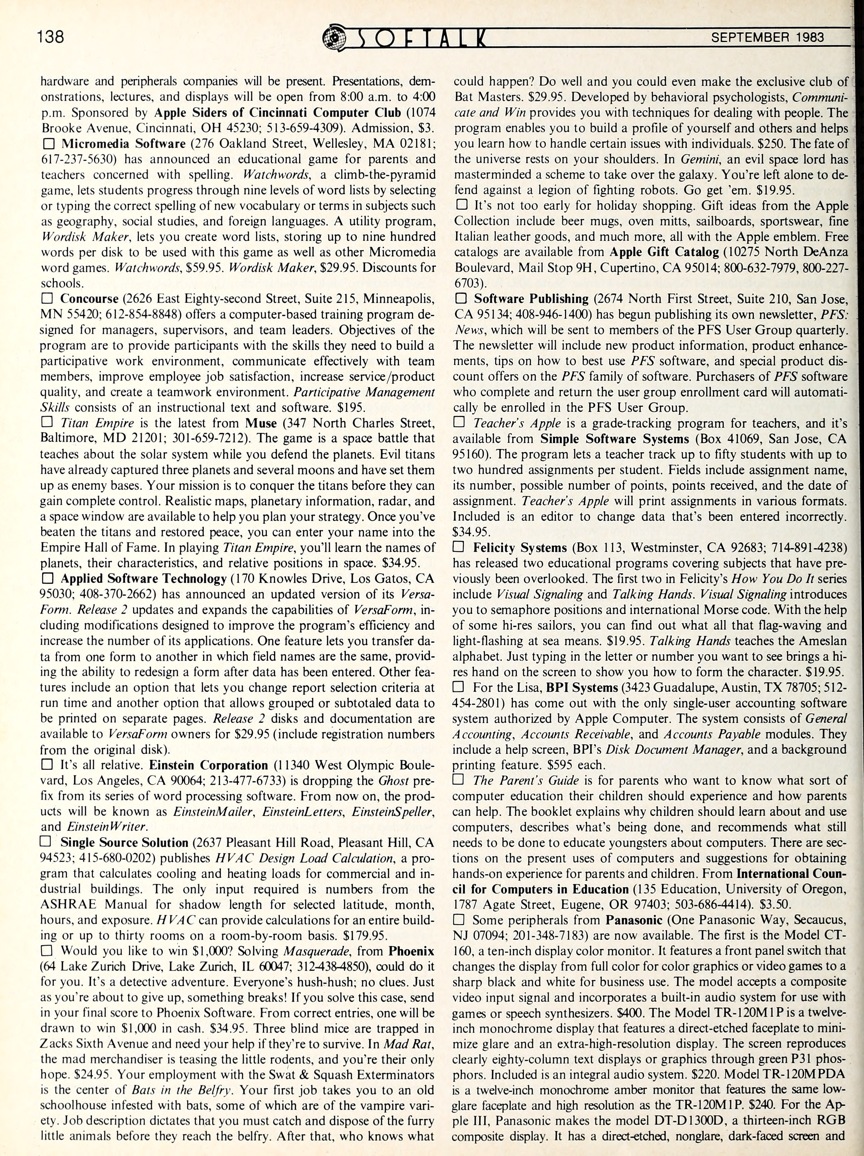 138
SOFTALK
SEPTEMBER 1983
hardware and peripherals companies will be present. Presentations, dem-
onstrations, lectures, and displays will be open from 8:00 a.m. to 4:00
p.m. Sponsored by Apple Siders of Cincinnati Computer Club (1074
Brooke Avenue, Cincinnati, OH 45230; 513-659-4309). Admission, $3.
☐ Micromedia Software (276 Oakland Street, Wellesley, MA 02181;
617-237-5630) has announced an educational game for parents and
teachers concerned with spelling. Watchwords, a climb-the-pyramid
game, lets students progress through nine levels of word lists by selecting
or typing the correct spelling of new vocabulary or terms in subjects such
as geography, social studies, and foreign languages. A utility program,
Wordisk Maker, lets you create word lists, storing up to nine hundred
words per disk to be used with this game as well as other Micromedia
word games. Watchwords, $59.95. Wordisk Maker, $29.95. Discounts for
schools.
☐ Concourse (2626 East Eighty-second Street, Suite 215, Minneapolis,
MN 55420; 612-854-8848) offers a computer-based training program de-
signed for managers, supervisors, and team leaders. Objectives of the
program are to provide participants with the skills they need to build a
participative work environment, communicate effectively with team
members, improve employee job satisfaction, increase service/product
quality, and create a teamwork environment. Participative Management
Skills consists of an instructional text and software. $195.
☐ Titan Empire is the latest from Muse (347 North Charles Street,
Baltimore, MD 21201; 301-659-7212). The game is a space battle that
teaches about the solar system while you defend the planets. Evil titans
have already captured three planets and several moons and have set them
up as enemy bases. Your mission is to conquer the titans before they can
gain complete control. Realistic maps, planetary information, radar, and
a space window are available to help you plan your strategy. Once you've
beaten the titans and restored peace, you can enter your name into the
Empire Hall of Fame. In playing Titan Empire, you'll learn the names of
planets, their characteristics, and relative positions in space. $34.95.
☐ Applied Software Technology (170 Knowles Drive, Los Gatos, CA
95030; 408-370-2662) has announced an updated version of its Versa-
Form. Release 2 updates and expands the capabilities of VersaForm, in-
cluding modifications designed to improve the program's efficiency and
increase the number of its applications. One feature lets you transfer da-
ta from one form to another in which field names are the same, provid-
ing the ability to redesign a form after data has been entered. Other fea-
tures include an option that lets you change report selection criteria at
run time and another option that allows grouped or subtotaled data to
be printed on separate pages. Release 2 disks and documentation are
available to VersaForm owners for $29.95 (include registration numbers
from the original disk).
☐ It's all relative. Einstein Corporation (11340 West Olympic Boule-
vard, Los Angeles, CA 90064; 213-477-6733) is dropping the Ghost pre-
fix from its series of word processing software. From now on, the prod-
ucts will be known as EinsteinMailer, EinsteinLetters, EinsteinSpeller,
and EinsteinWriter.
☐ Single Source Solution (2637 Pleasant Hill Road, Pleasant Hill, CA
94523; 415-680-0202) publishes HVAC Design Load Calculation, a pro-
gram that calculates cooling and heating loads for commercial and in-
dustrial buildings. The only input required is numbers from the
ASHRAE Manual for shadow length for selected latitude, month,
hours, and exposure. HVAC can provide calculations for an entire build-
ing or up to thirty rooms on a room-by-room basis. $179.95.
☐ Would you like to win $1,000? Solving Masquerade, from Phoenix
(64 Lake Zurich Drive, Lake Zurich, IL 60047; 312-438-4850), could do it
for you. It's a detective adventure. Everyone's hush-hush; no clues. Just
as you're about to give up, something breaks! If you solve this case, send
in your final score to Phoenix Software. From correct entries, one will be
drawn to win $1,000 in cash. $34.95. Three blind mice are trapped in
Zacks Sixth Avenue and need your help if they're to survive. In Mad Rat,
the mad merchandiser is teasing the little rodents, and you're their only
hope. $24.95. Your employment with the Swat & Squash Exterminators
is the center of Bats in the Belfry. Your first job takes you to an old
schoolhouse infested with bats, some of which are of the vampire vari-
ety. Job description dictates that you must catch and dispose of the furry
little animals before they reach the belfry. After that, who knows what
could happen? Do well and you could even make the exclusive club of
Bat Masters. $29.95. Developed by behavioral psychologists, Communi-
cate and Win provides you with techniques for dealing with people. The
program enables you to build a profile of yourself and others and helps
you learn how to handle certain issues with individuals. $250. The fate of
the universe rests on your shoulders. In Gemini, an evil space lord has
masterminded a scheme to take over the galaxy. You're left alone to de-
fend against a legion of fighting robots. Go get 'em. $19.95.
☐ It's not too early for holiday shopping. Gift ideas from the Apple
Collection include beer mugs, oven mitts, sailboards, sportswear, fine
Italian leather goods, and much more, all with the Apple emblem. Free
catalogs are available from Apple Gift Catalog (10275 North DeAnza
Boulevard, Mail Stop 9H, Cupertino, CA 95014; 800-632-7979, 800-227-
6703).
☐ Software Publishing (2674 North First Street, Suite 210, San Jose,
CA 95134; 408-946-1400) has begun publishing its own newsletter, PFS:
News, which will be sent to members of the PFS User Group quarterly.
The newsletter will include new product information, product enhance-
ments, tips on how to best use PFS software, and special product dis-
count offers on the PFS family of software. Purchasers of PFS software
who complete and return the user group enrollment card will automati-
cally be enrolled in the PFS User Group.
☐ Teacher's Apple is a grade-tracking program for teachers, and it's
available from Simple Software Systems (Box 41069, San Jose, CA
95160). The program lets a teacher track up to fifty students with up to
two hundred assignments per student. Fields include assignment name,
its number, possible number of points, points received, and the date of
assignment. Teacher's Apple will print assignments in various formats.
Included is an editor to change data that's been entered incorrectly.
$34.95.
☐ Felicity Systems (Box 113, Westminster, CA 92683; 714-891-4238)
has released two educational programs covering subjects that have pre-
viously been overlooked. The first two in Felicity's How You Do It series
include Visual Signaling and Talking Hands. Visual Signaling introduces
you to semaphore positions and international Morse code. With the help
of some hi-res sailors, you can find out what all that flag-waving and
light-flashing at sea means. $19.95. Talking Hands teaches the Ameslan
alphabet. Just typing in the letter or number you want to see brings a hi-
res hand on the screen to show you how to form the character. $19.95.
☐ For the Lisa, BPI Systems (3423 Guadalupe, Austin, TX 78705; 512-
454-2801) has come out with the only single-user accounting software
system authorized by Apple Computer. The system consists of General
Accounting, Accounts Receivable, and Accounts Payable modules. They
include a help screen, BPI's Disk Document Manager, and a background
printing feature. $595 each.
☐ The Parent's Guide is for parents who want to know what sort of
computer education their children should experience and how parents
can help. The booklet explains why children should learn about and use
computers, describes what's being done, and recommends what still
needs to be done to educate youngsters about computers. There are sec-
tions on the present uses of computers and suggestions for obtaining
hands-on experience for parents and children. From International Coun-
cil for Computers in Education (135 Education, University of Oregon,
1787 Agate Street, Eugene, OR 97403; 503-686-4414). $3.50.
☐ Some peripherals from Panasonic (One Panasonic Way, Secaucus,
NJ 07094; 201-348-7183) are now available. The first is the Model CT-
160, a ten-inch display color monitor. It features a front panel switch that
changes the display from full color for color graphics or video games to a
sharp black and white for business use. The model accepts a composite
video input signal and incorporates a built-in audio system for use with
games or speech synthesizers. $400. The Model TR-120M1P is a twelve-
inch monochrome display that features a direct-etched faceplate to mini-
mize glare and an extra-high-resolution display. The screen reproduces
clearly eighty-column text displays or graphics through green P31 phos-
phors. Included is an integral audio system. $220. Model TR-120MPDA
is a twelve-inch monochrome amber monitor that features the same low-
glare faceplate and high resolution as the TR-120M1P. $240. For the Ap-
ple III, Panasonic makes the model DT-D1300D, a thirteen-inch RGB
composite display. It has a direct-etched, nonglare, dark-faced screen and